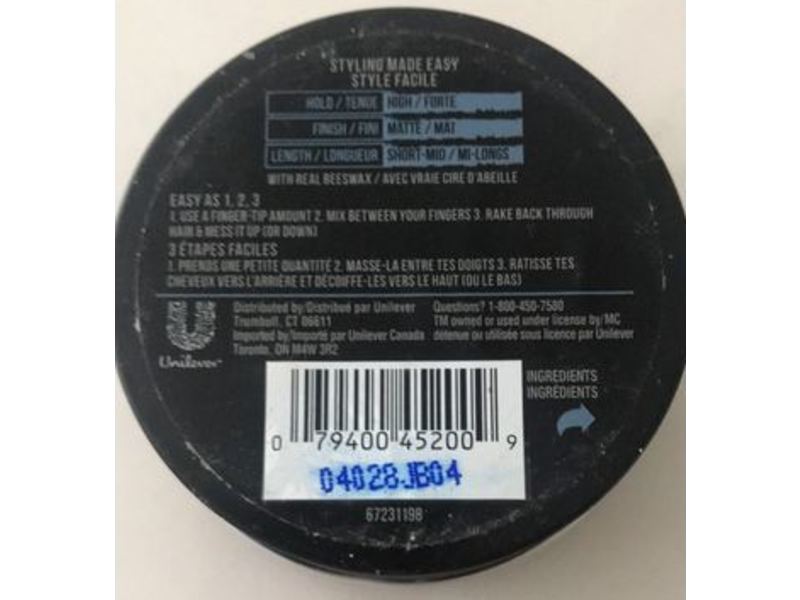 STYLING MADE EASY
STYLE FACILE
HOLD / TENUE HIGH / FORTE
FINISH / FINI MATTE / MAT
LENGTH / LONGUEUR SHORT-MID / MI-LONGS
WITH REAL BEESWAX / AVEC VRAIE CIRE D'ABEILLE
EASY AS 1, 2, 3
1. USE A FINGER-TIP AMOUNT 2. MIX BETWEEN YOUR FINGERS 3. RAKE BACK THROUGH
HAIR & MESS IT UP (OR DOWN)
3 ÉTAPES FACILES
1. PRENDS UNE PETITE QUANTITÉ 2. MASSE-LA ENTRE TES DOIGTS 3. RATISSE TES
CHEVEUX VERS L'ARRIÈRE ET DÉCOIFFE-LES VERS LE HAUT (OU LE BAS)
Unilever
Distributed by/Distribué par Unilever
Trumbull, CT 06611
Imported by/Importé par Unilever Canada
Toronto, ON M4W 3R2
Questions? 1-800-450-7580
TM owned or used under license by/MC
détenue ou utilisée sous licence par Unilever
INGREDIENTS
INGRÉDIENTS
0 79400 45200 9
04028JB04
67231198